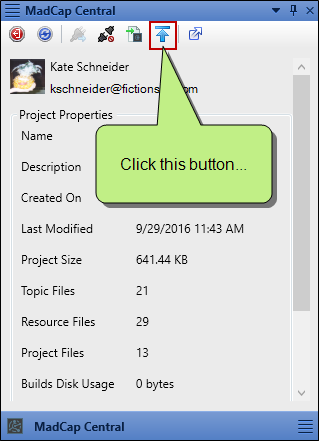 MadCap Central
Kate Schneider
kschneider@fictions
Project Properties
Name
Click this button...
Description
Created On
Last Modified 9/29/2016 11:43 AM
Project Size 641.44 KB
Topic Files 21
Resource Files 29
Project Files 13
Builds Disk Usage 0 bytes
MadCap Central